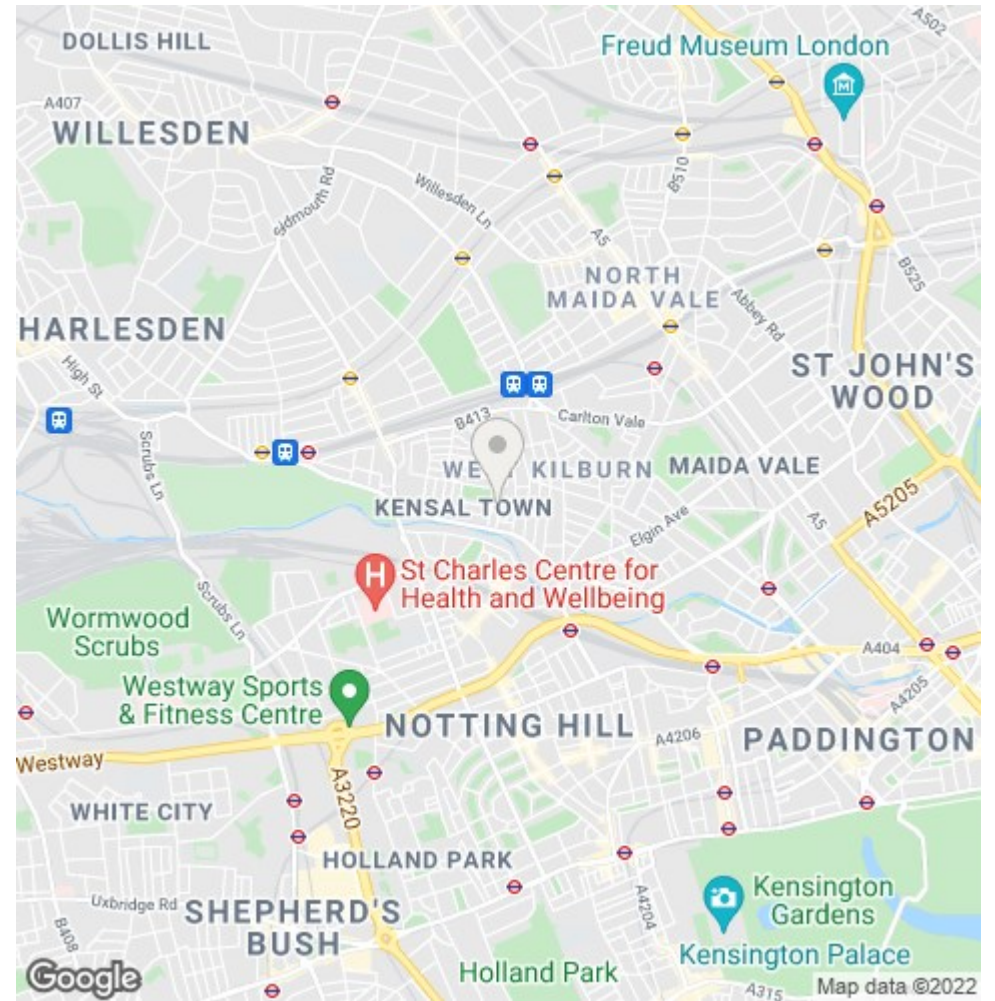 A502
DOLLIS HILL
Freud Museum London
A407
WILLESDEN
Sidmouth Rd
Willesden Ln
B510
A5
B525
NORTH
MAIDA VALE
Abbey Rd
HARLESDEN
High St
ST JOHN'S
WOOD
B413
Carlton Vale
Scrubs Ln
KILBURN
MAIDA VALE
KENSAL TOWN
A5205
A5
Elgin Ave
H
St Charles Centre for
Health and Wellbeing
Scrubs Ln
Wormwood
Scrubs
A404
Westway Sports
& Fitness Centre
A4205
NOTTING HILL
A4206
PADDINGTON
Westway
A3220
WHITE CITY
HOLLAND PARK
Uxbridge Rd
SHEPHERD'S
BUSH
B408
A4204
Kensington
Gardens
Kensington Palace
Holland Park
A315
Google
Map data ©2022